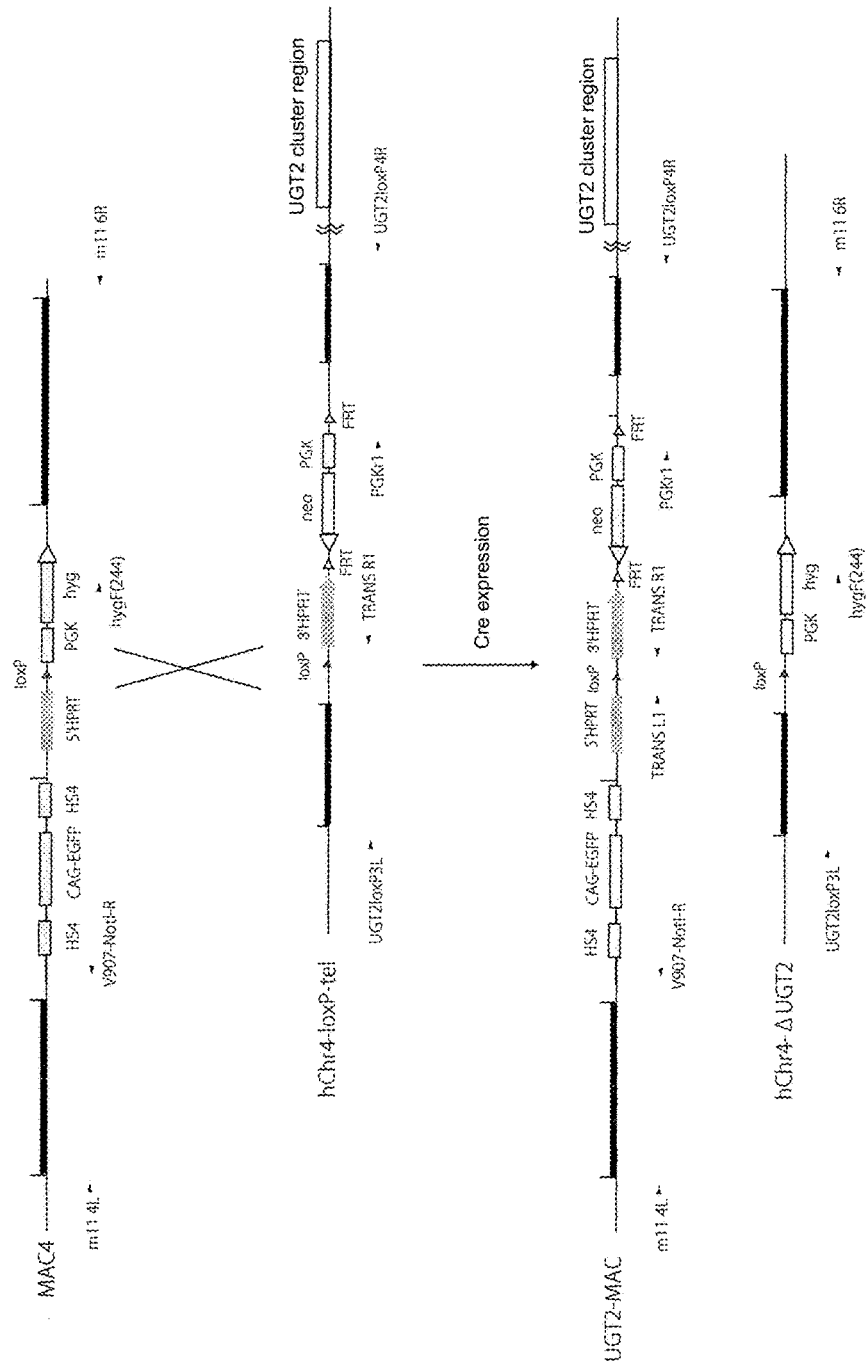 MAC4
HS4 CAG-EGFP HS4 5'HPRT loxP PGK hyg
m11 4L V907-NotI-R hygF(244) m11 6R
hChr4-loxP-tel
UGT2 cluster region
loxP 3'HPRT FRT neo PGK FRT
UGT2loxP3L TRANS R1 PGKr1 UGT2loxP4R
Cre expression
UGT2-MAC
UGT2 cluster region
HS4 CAG-EGFP HS4 5'HPRT loxP 3'HPRT FRT neo PGK FRT
m11 4L V907-NotI-R TRANS L1 TRANS R1 PGKr1 UGT2loxP4R
hChr4-ΔUGT2
loxP PGK hyg
UGT2loxP3L hygF(244) m11 6R